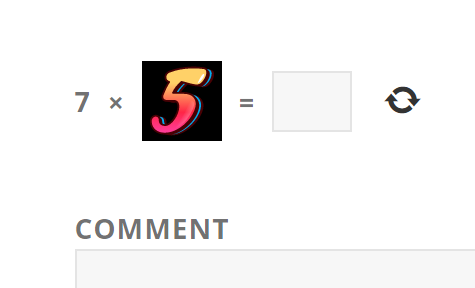 7 × 5 =
COMMENT